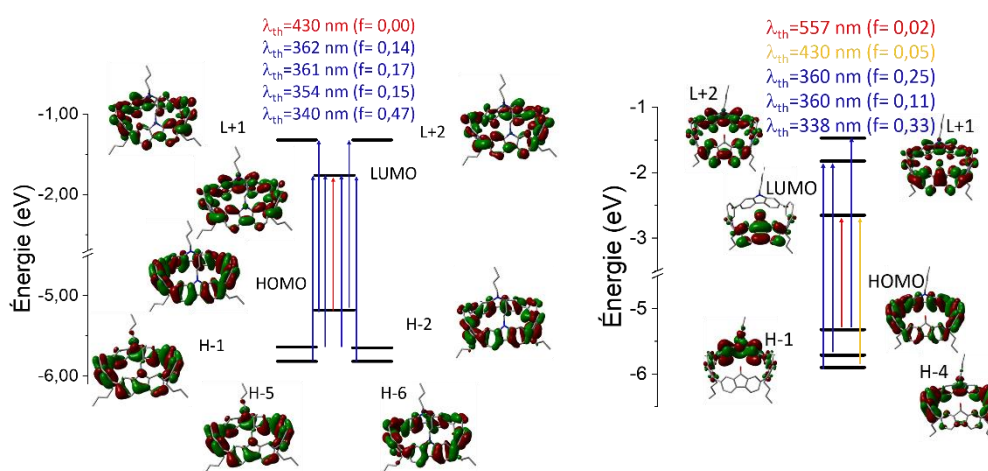 λth=430 nm (f= 0,00)
λth=362 nm (f= 0,14)
λth=361 nm (f= 0,17)
λth=354 nm (f= 0,15)
λth=340 nm (f= 0,47)
-1,00
-2,00
-5,00
-6,00
Énergie (eV)
L+1
L+2
LUMO
HOMO
H-1
H-2
H-5
H-6
λth=557 nm (f= 0,02)
λth=430 nm (f= 0,05)
λth=360 nm (f= 0,25)
λth=360 nm (f= 0,11)
λth=338 nm (f= 0,33)
-1
-2
-3
-5
-6
Énergie (eV)
L+2
L+1
LUMO
HOMO
H-1
H-4